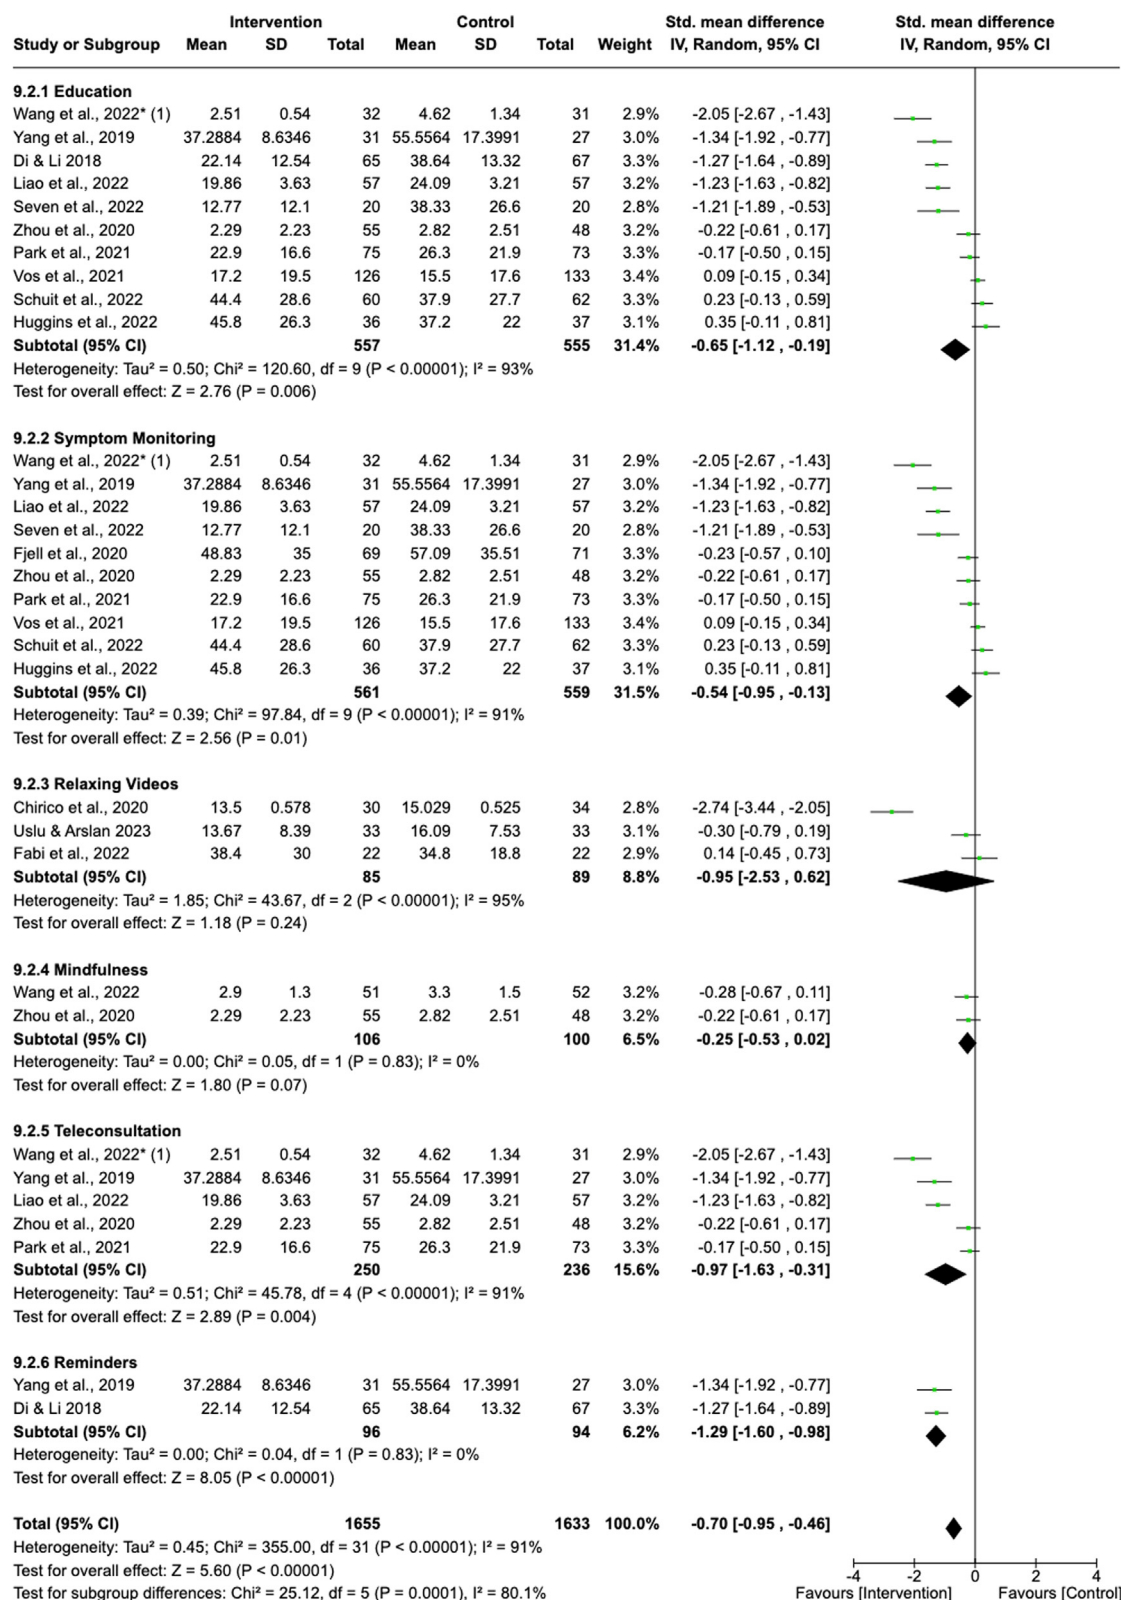 Intervention Control Std. mean difference Std. mean difference
Study or Subgroup Mean SD Total Mean SD Total Weight IV, Random, 95% CI IV, Random, 95% CI
9.2.1 Education
Wang et al., 2022* (1) 2.51 0.54 32 4.62 1.34 31 2.9% -2.05 [-2.67 , -1.43]
Yang et al., 2019 37.2884 8.6346 31 55.5564 17.3991 27 3.0% -1.34 [-1.92 , -0.77]
Di & Li 2018 22.14 12.54 65 38.64 13.32 67 3.3% -1.27 [-1.64 , -0.89]
Liao et al., 2022 19.86 3.63 57 24.09 3.21 57 3.2% -1.23 [-1.63 , -0.82]
Seven et al., 2022 12.77 12.1 20 38.33 26.6 20 2.8% -1.21 [-1.89 , -0.53]
Zhou et al., 2020 2.29 2.23 55 2.82 2.51 48 3.2% -0.22 [-0.61 , 0.17]
Park et al., 2021 22.9 16.6 75 26.3 21.9 73 3.3% -0.17 [-0.50 , 0.15]
Vos et al., 2021 17.2 19.5 126 15.5 17.6 133 3.4% 0.09 [-0.15 , 0.34]
Schuit et al., 2022 44.4 28.6 60 37.9 27.7 62 3.3% 0.23 [-0.13 , 0.59]
Huggins et al., 2022 45.8 26.3 36 37.2 22 37 3.1% 0.35 [-0.11 , 0.81]
Subtotal (95% CI) 557 555 31.4% -0.65 [-1.12 , -0.19]
Heterogeneity: Tau² = 0.50; Chi² = 120.60, df = 9 (P < 0.00001); I² = 93%
Test for overall effect: Z = 2.76 (P = 0.006)
9.2.2 Symptom Monitoring
Wang et al., 2022* (1) 2.51 0.54 32 4.62 1.34 31 2.9% -2.05 [-2.67 , -1.43]
Yang et al., 2019 37.2884 8.6346 31 55.5564 17.3991 27 3.0% -1.34 [-1.92 , -0.77]
Liao et al., 2022 19.86 3.63 57 24.09 3.21 57 3.2% -1.23 [-1.63 , -0.82]
Seven et al., 2022 12.77 12.1 20 38.33 26.6 20 2.8% -1.21 [-1.89 , -0.53]
Fjell et al., 2020 48.83 35 69 57.09 35.51 71 3.3% -0.23 [-0.57 , 0.10]
Zhou et al., 2020 2.29 2.23 55 2.82 2.51 48 3.2% -0.22 [-0.61 , 0.17]
Park et al., 2021 22.9 16.6 75 26.3 21.9 73 3.3% -0.17 [-0.50 , 0.15]
Vos et al., 2021 17.2 19.5 126 15.5 17.6 133 3.4% 0.09 [-0.15 , 0.34]
Schuit et al., 2022 44.4 28.6 60 37.9 27.7 62 3.3% 0.23 [-0.13 , 0.59]
Huggins et al., 2022 45.8 26.3 36 37.2 22 37 3.1% 0.35 [-0.11 , 0.81]
Subtotal (95% CI) 561 559 31.5% -0.54 [-0.95 , -0.13]
Heterogeneity: Tau² = 0.39; Chi² = 97.84, df = 9 (P < 0.00001); I² = 91%
Test for overall effect: Z = 2.56 (P = 0.01)
9.2.3 Relaxing Videos
Chirico et al., 2020 13.5 0.578 30 15.029 0.525 34 2.8% -2.74 [-3.44 , -2.05]
Uslu & Arslan 2023 13.67 8.39 33 16.09 7.53 33 3.1% -0.30 [-0.79 , 0.19]
Fabi et al., 2022 38.4 30 22 34.8 18.8 22 2.9% 0.14 [-0.45 , 0.73]
Subtotal (95% CI) 85 89 8.8% -0.95 [-2.53 , 0.62]
Heterogeneity: Tau² = 1.85; Chi² = 43.67, df = 2 (P < 0.00001); I² = 95%
Test for overall effect: Z = 1.18 (P = 0.24)
9.2.4 Mindfulness
Wang et al., 2022 2.9 1.3 51 3.3 1.5 52 3.2% -0.28 [-0.67 , 0.11]
Zhou et al., 2020 2.29 2.23 55 2.82 2.51 48 3.2% -0.22 [-0.61 , 0.17]
Subtotal (95% CI) 106 100 6.5% -0.25 [-0.53 , 0.02]
Heterogeneity: Tau² = 0.00; Chi² = 0.05, df = 1 (P = 0.83); I² = 0%
Test for overall effect: Z = 1.80 (P = 0.07)
9.2.5 Teleconsultation
Wang et al., 2022* (1) 2.51 0.54 32 4.62 1.34 31 2.9% -2.05 [-2.67 , -1.43]
Yang et al., 2019 37.2884 8.6346 31 55.5564 17.3991 27 3.0% -1.34 [-1.92 , -0.77]
Liao et al., 2022 19.86 3.63 57 24.09 3.21 57 3.2% -1.23 [-1.63 , -0.82]
Zhou et al., 2020 2.29 2.23 55 2.82 2.51 48 3.2% -0.22 [-0.61 , 0.17]
Park et al., 2021 22.9 16.6 75 26.3 21.9 73 3.3% -0.17 [-0.50 , 0.15]
Subtotal (95% CI) 250 236 15.6% -0.97 [-1.63 , -0.31]
Heterogeneity: Tau² = 0.51; Chi² = 45.78, df = 4 (P < 0.00001); I² = 91%
Test for overall effect: Z = 2.89 (P = 0.004)
9.2.6 Reminders
Yang et al., 2019 37.2884 8.6346 31 55.5564 17.3991 27 3.0% -1.34 [-1.92 , -0.77]
Di & Li 2018 22.14 12.54 65 38.64 13.32 67 3.3% -1.27 [-1.64 , -0.89]
Subtotal (95% CI) 96 94 6.2% -1.29 [-1.60 , -0.98]
Heterogeneity: Tau² = 0.00; Chi² = 0.04, df = 1 (P = 0.83); I² = 0%
Test for overall effect: Z = 8.05 (P < 0.00001)
Total (95% CI) 1655 1633 100.0% -0.70 [-0.95 , -0.46]
Heterogeneity: Tau² = 0.45; Chi² = 355.00, df = 31 (P < 0.00001); I² = 91%
Test for overall effect: Z = 5.60 (P < 0.00001)
Test for subgroup differences: Chi² = 25.12, df = 5 (P = 0.0001), I² = 80.1%
-4 -2 0 2 4
Favours [Intervention] Favours [Control]